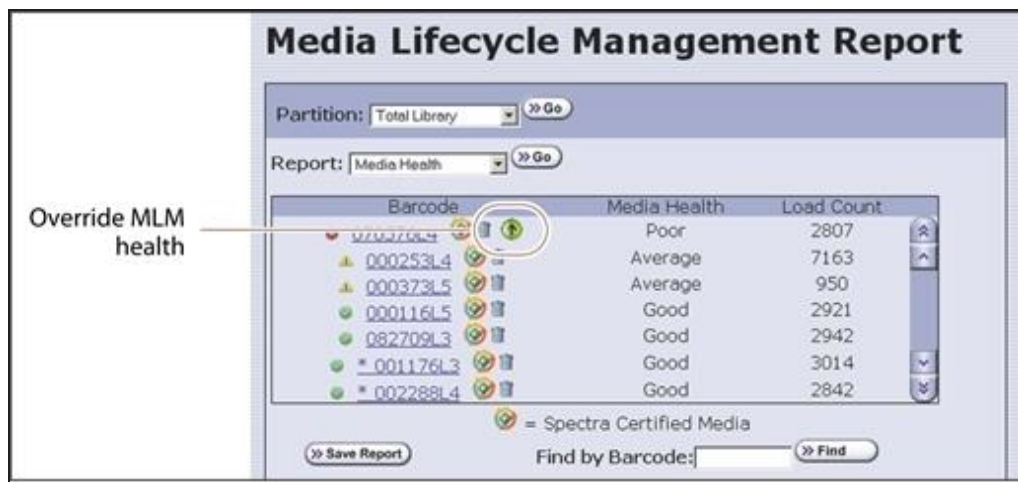 Media Lifecycle Management Report
Partition: Total Library » Go
Report: Media Health » Go
Override MLM
health
Barcode Media Health Load Count
070576L4 Poor 2807
000253L4 Average 7163
000373L5 Average 950
000116L5 Good 2921
082709L3 Good 2942
* 001176L3 Good 3014
* 002288L4 Good 2842
= Spectra Certified Media
» Save Report Find by Barcode: » Find